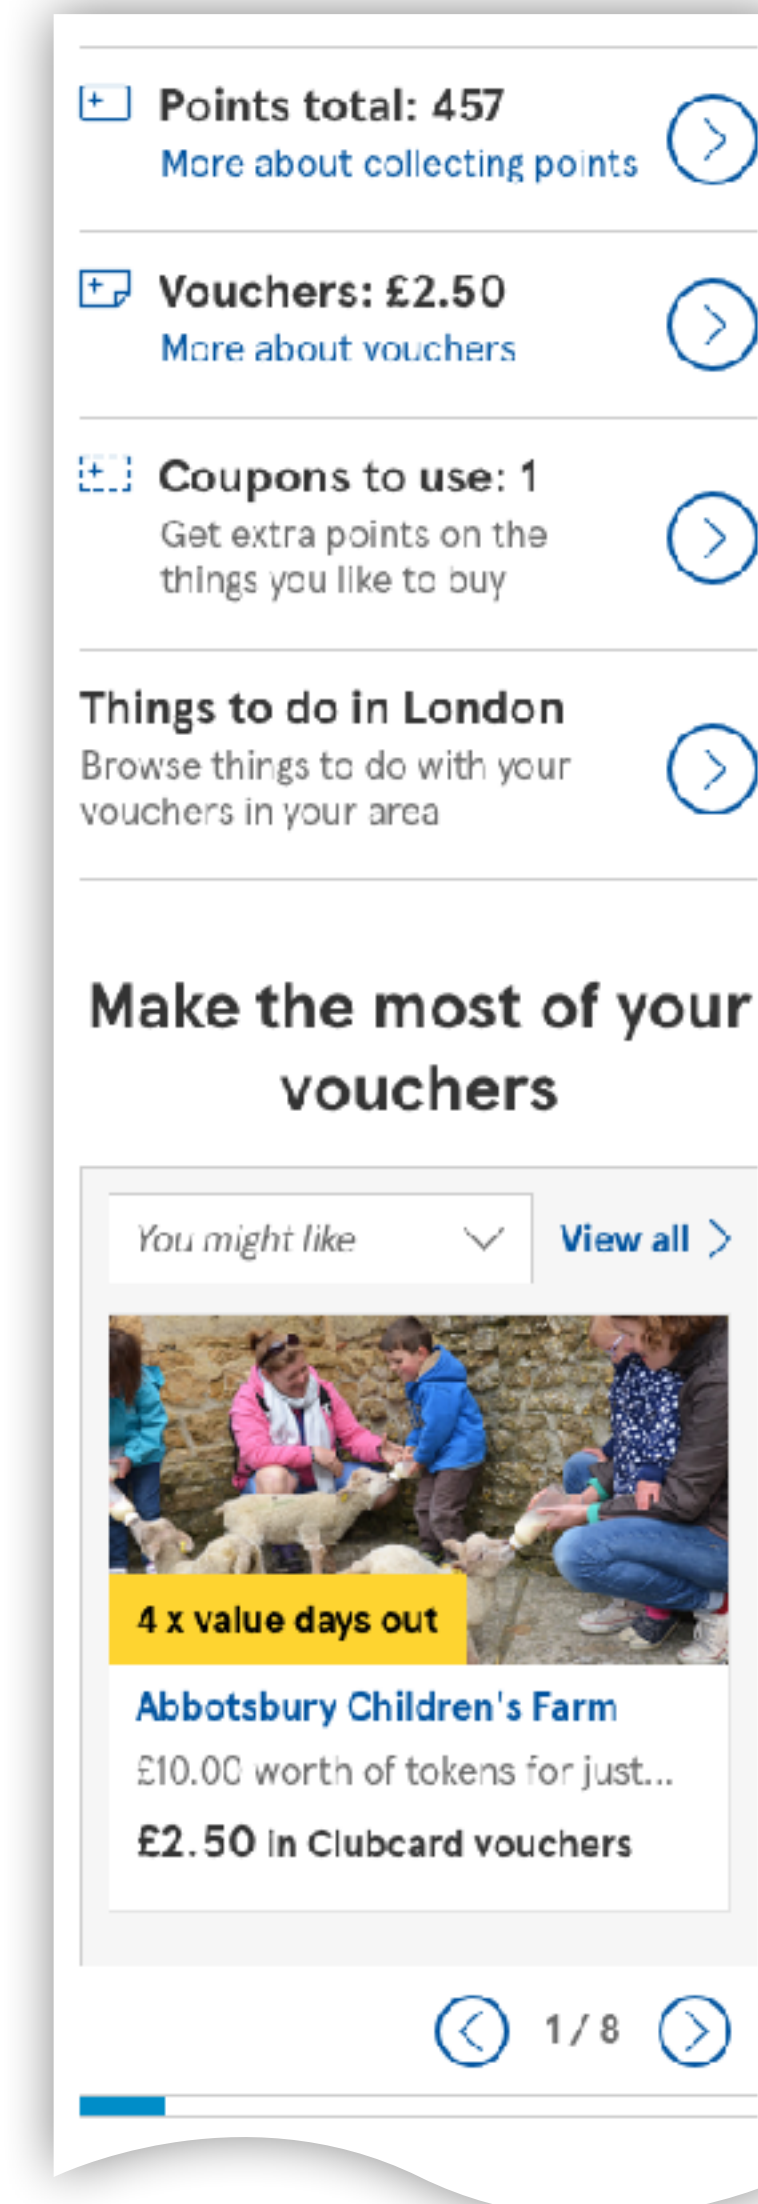 Points total: 457
More about collecting points
Vouchers: £2.50
More about vouchers
Coupons to use: 1
Get extra points on the
things you like to buy
Things to do in London
Browse things to do with your
vouchers in your area
Make the most of your
vouchers
You might like
View all
4 x value days out
Abbotsbury Children's Farm
£10.00 worth of tokens for just...
£2.50 in Clubcard vouchers
1 / 8